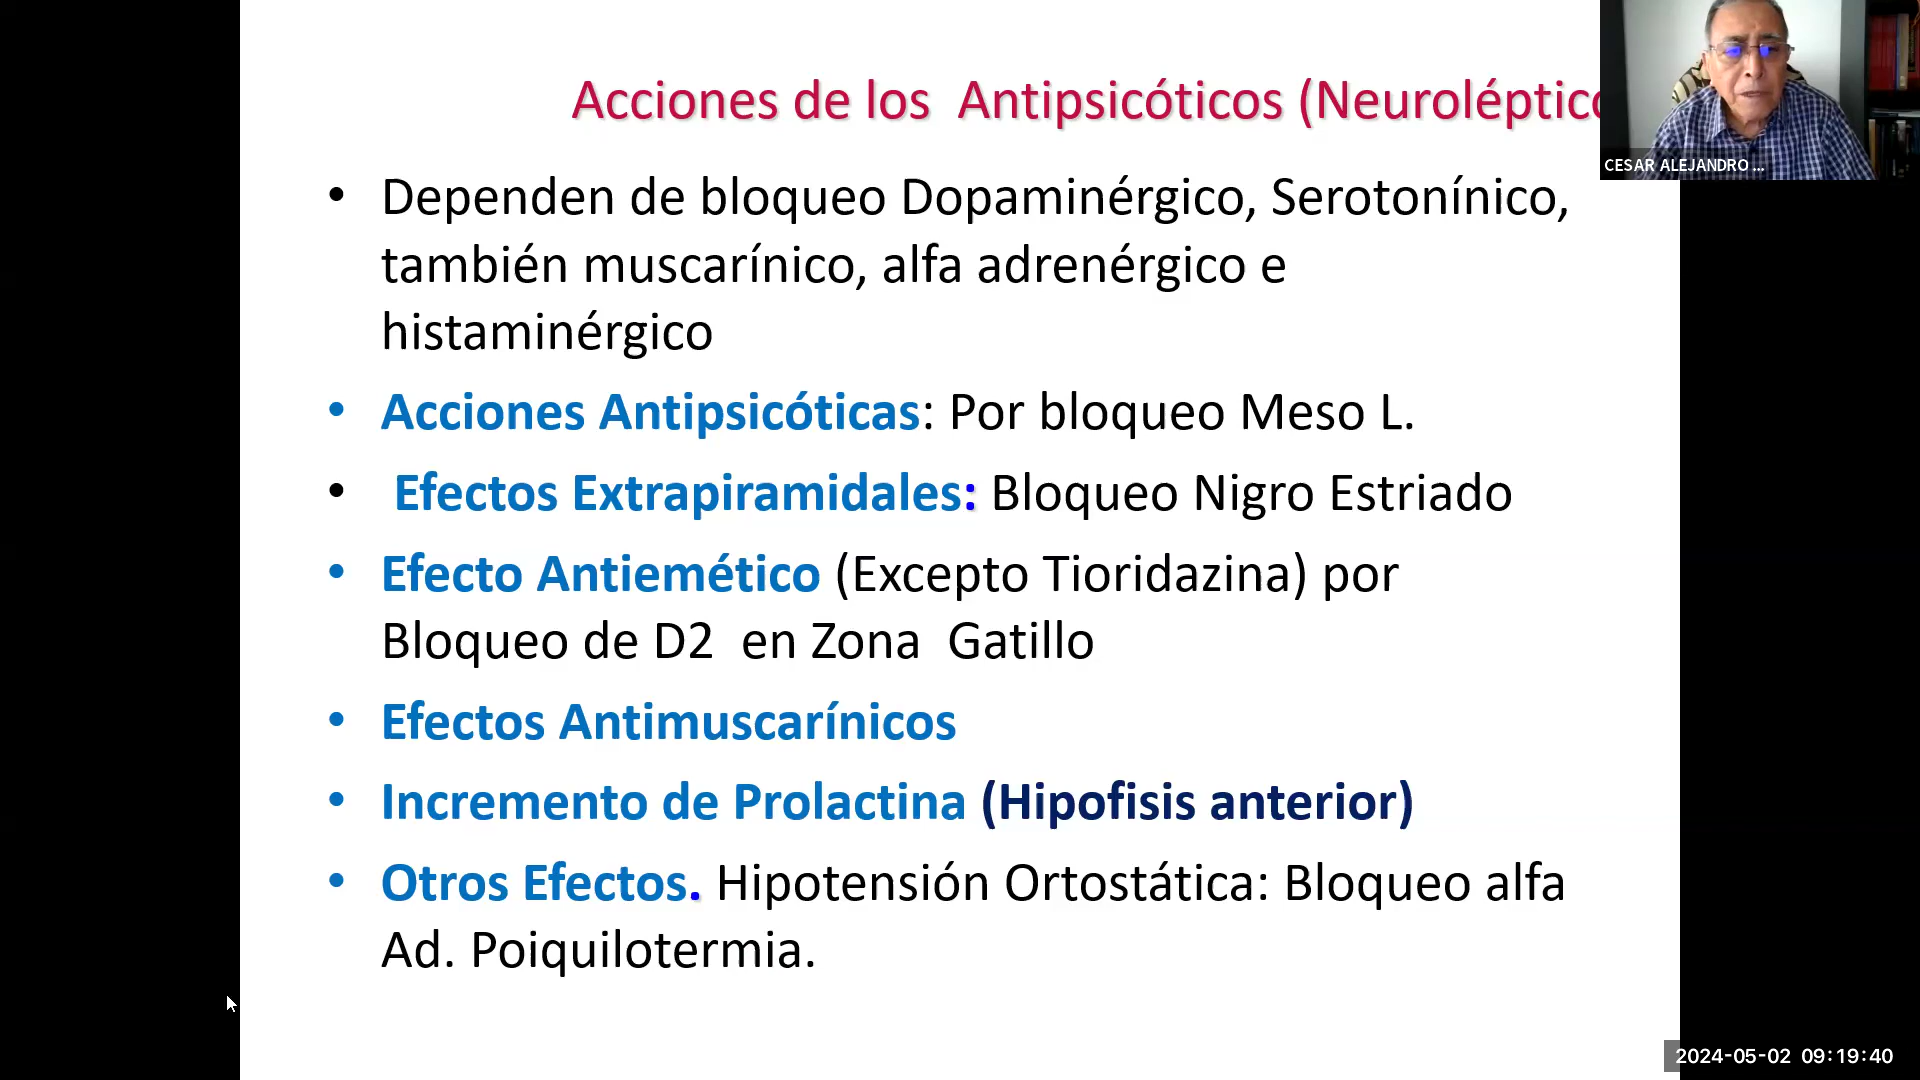 Acciones de los Antipsicóticos (Neuroléptico
CESAR ALEJANDRO ...
• Dependen de bloqueo Dopaminérgico, Serotonínico,
también muscarínico, alfa adrenérgico e
histaminérgico
• Acciones Antipsicóticas: Por bloqueo Meso L.
• Efectos Extrapiramidales: Bloqueo Nigro Estriado
• Efecto Antiemético (Excepto Tioridazina) por
Bloqueo de D2 en Zona Gatillo
• Efectos Antimuscarínicos
• Incremento de Prolactina (Hipofisis anterior)
• Otros Efectos. Hipotensión Ortostática: Bloqueo alfa
Ad. Poiquilotermia.
2024-05-02 09:19:40